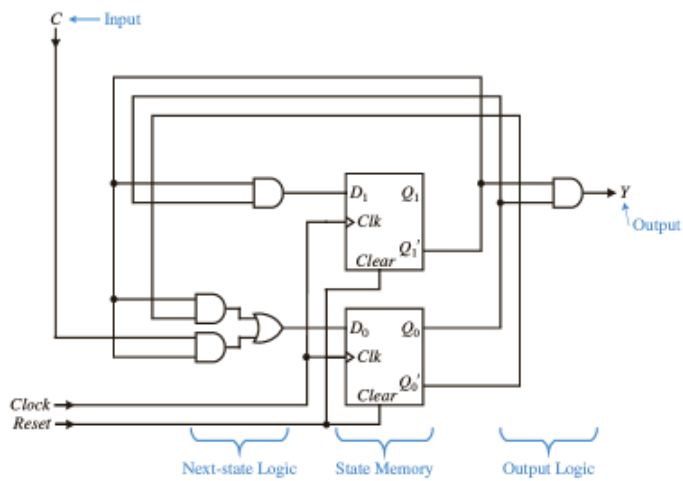 C Input
D₁ Q₁
Clk
Y
Q₁'
Output
Clear
D₀ Q₀
Clk
Q₀'
Clear
Clock
Reset
Next-state Logic State Memory Output Logic